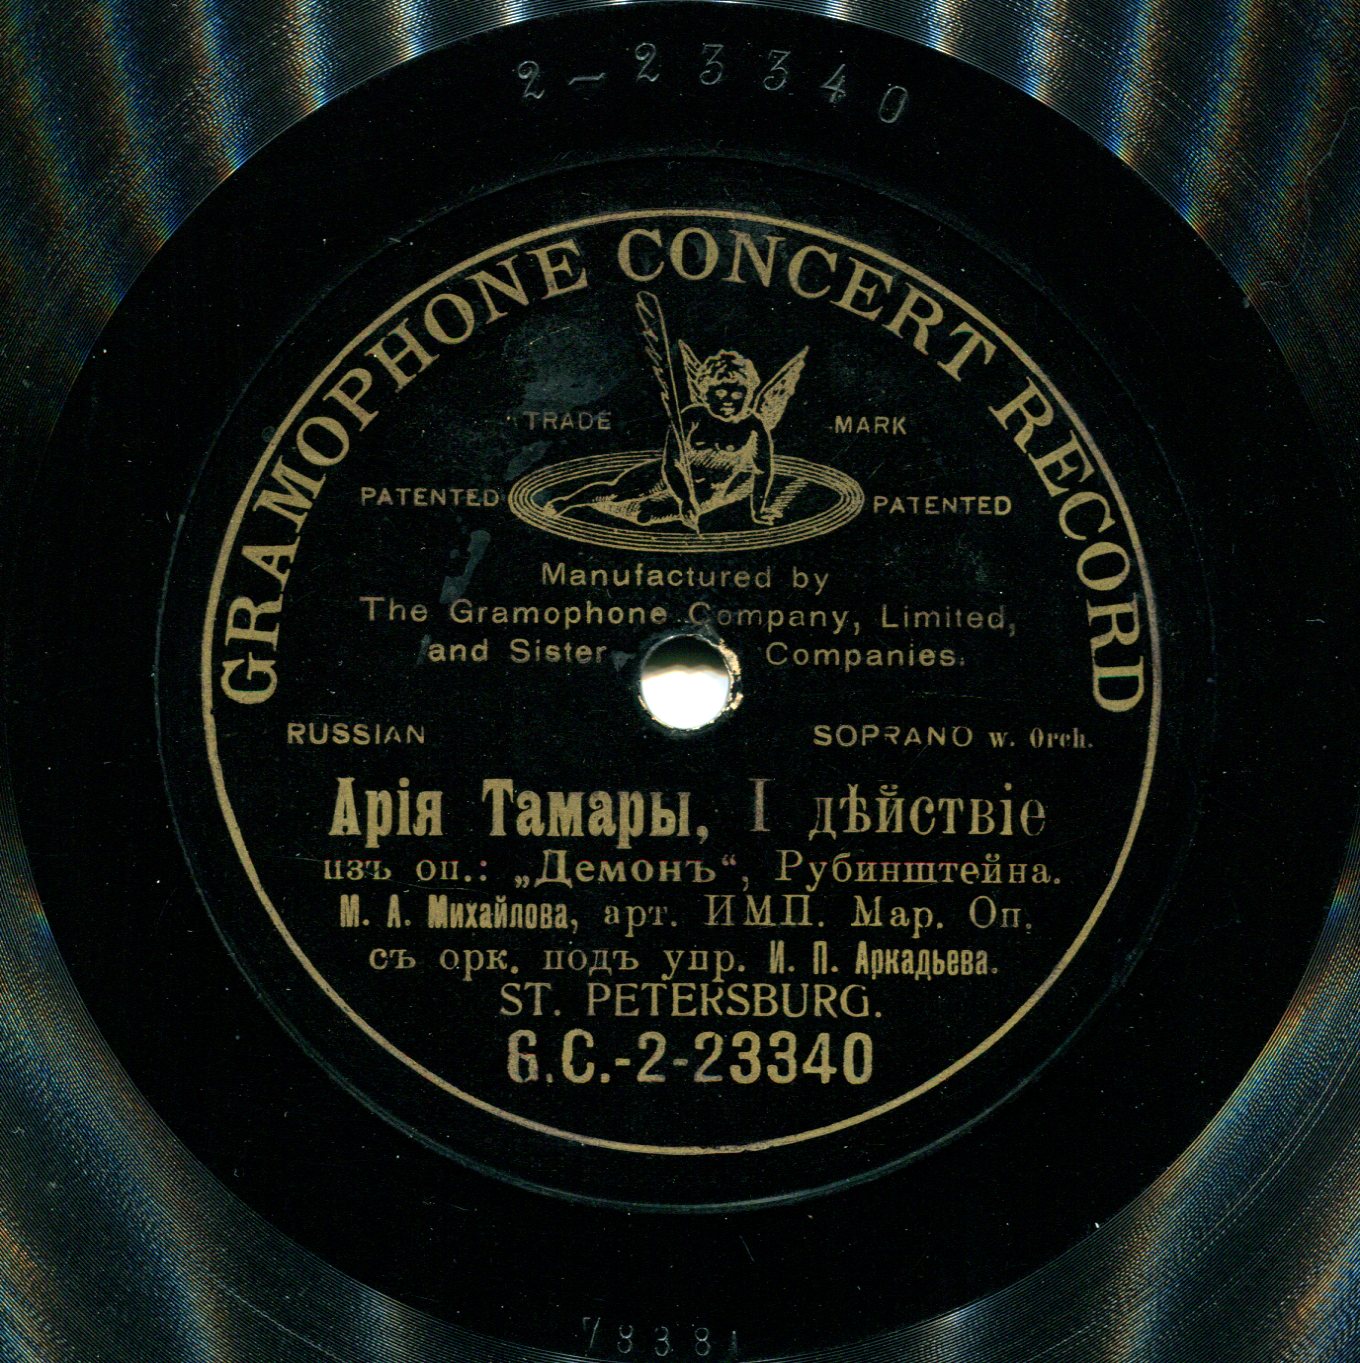 2-23340
GRAMOPHONE CONCERT RECORD
TRADE MARK
PATENTED PATENTED
Manufactured by
The Gramophone Company, Limited,
and Sister Companies.
RUSSIAN SOPRANO w. Orch.
Арія Тамары, I дѣйствіе
изъ оп.: „Демонъ“, Рубинштейна.
М. А. Михайлова, арт. ИМП. Мар. Оп.
съ орк. подъ упр. И. П. Аркадьева.
ST. PETERSBURG.
G.C.-2-23340
7838